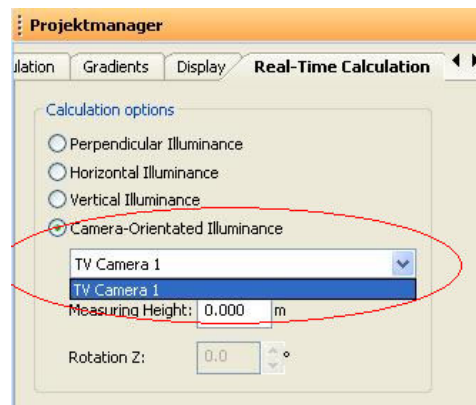 Projektmanager
ulation Gradients Display Real-Time Calculation
Calculation options
Perpendicular Illuminance
Horizontal Illuminance
Vertical Illuminance
Camera-Orientated Illuminance
TV Camera 1
TV Camera 1
Measuring Height: 0.000 m
Rotation Z: 0.0 °